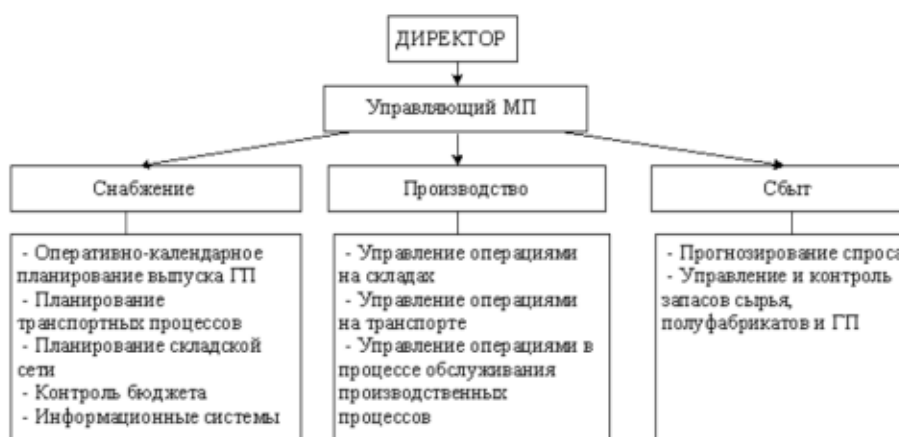 ДИРЕКТОР
Управляющий МП
Снабжение
Производство
Сбыт
- Оперативно-календарное
планирование выпуска ГП
- Планирование
транспортных процессов
- Планирование складской
сети
- Контроль бюджета
- Информационные системы
- Управление операциями
на складах
- Управление операциями
на транспорте
- Управление операциями в
процессе обслуживания
производственных
процессов
- Прогнозирование спроса
- Управление и контроль
запасов сырья,
полуфабрикатов и ГП